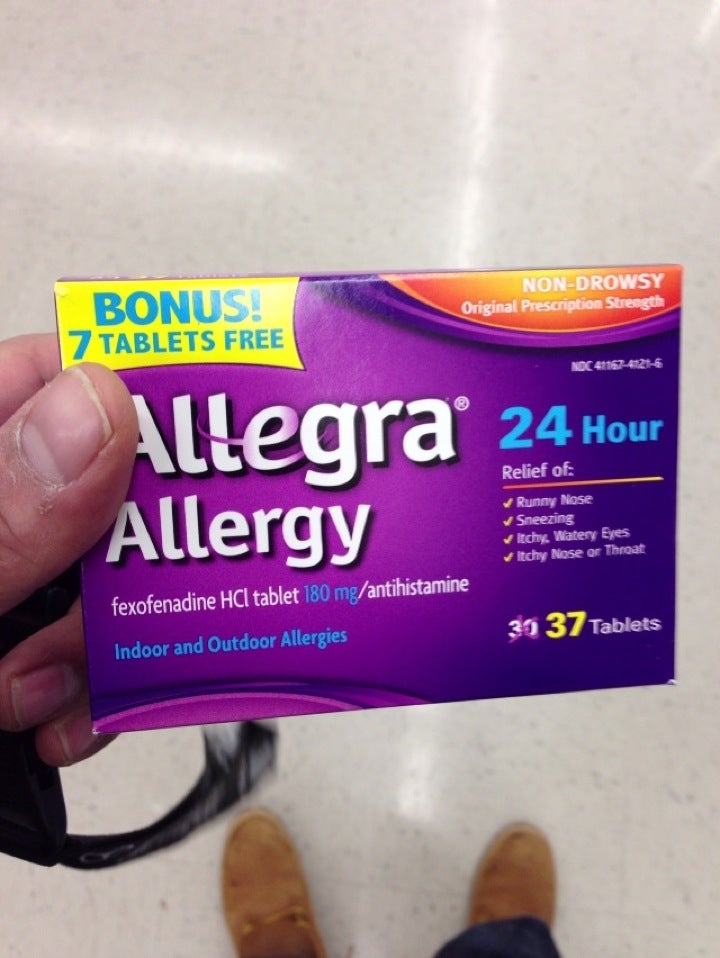 BONUS!
7 TABLETS FREE
NON-DROWSY
Original Prescription Strength
NDC 41167-4121-6
Allegra®
Allergy
fexofenadine HCl tablet 180 mg/antihistamine
Indoor and Outdoor Allergies
24 Hour
Relief of:
✓ Runny Nose
✓ Sneezing
✓ Itchy, Watery Eyes
✓ Itchy Nose or Throat
30 37 Tablets